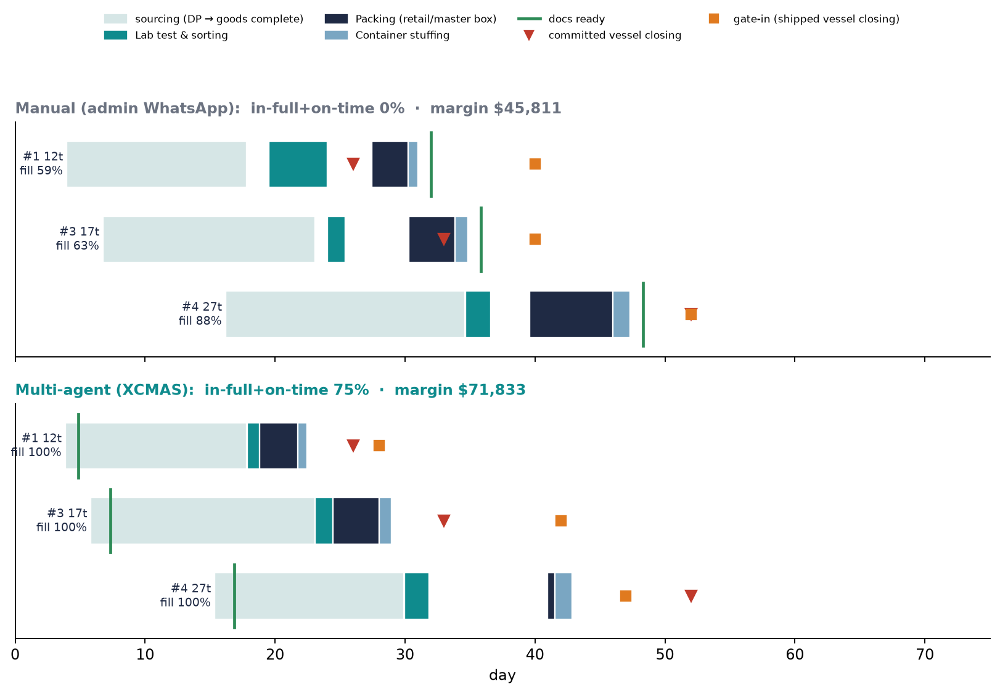 sourcing (DP → goods complete)
Lab test & sorting
Packing (retail/master box)
Container stuffing
docs ready
committed vessel closing
gate-in (shipped vessel closing)
Manual (admin WhatsApp):  in-full+on-time 0%  ·  margin $45,811
#1 12t
fill 59%
#3 17t
fill 63%
#4 27t
fill 88%
Multi-agent (XCMAS):  in-full+on-time 75%  ·  margin $71,833
#1 12t
fill 100%
#3 17t
fill 100%
#4 27t
fill 100%
0 10 20 30 40 50 60 70
day